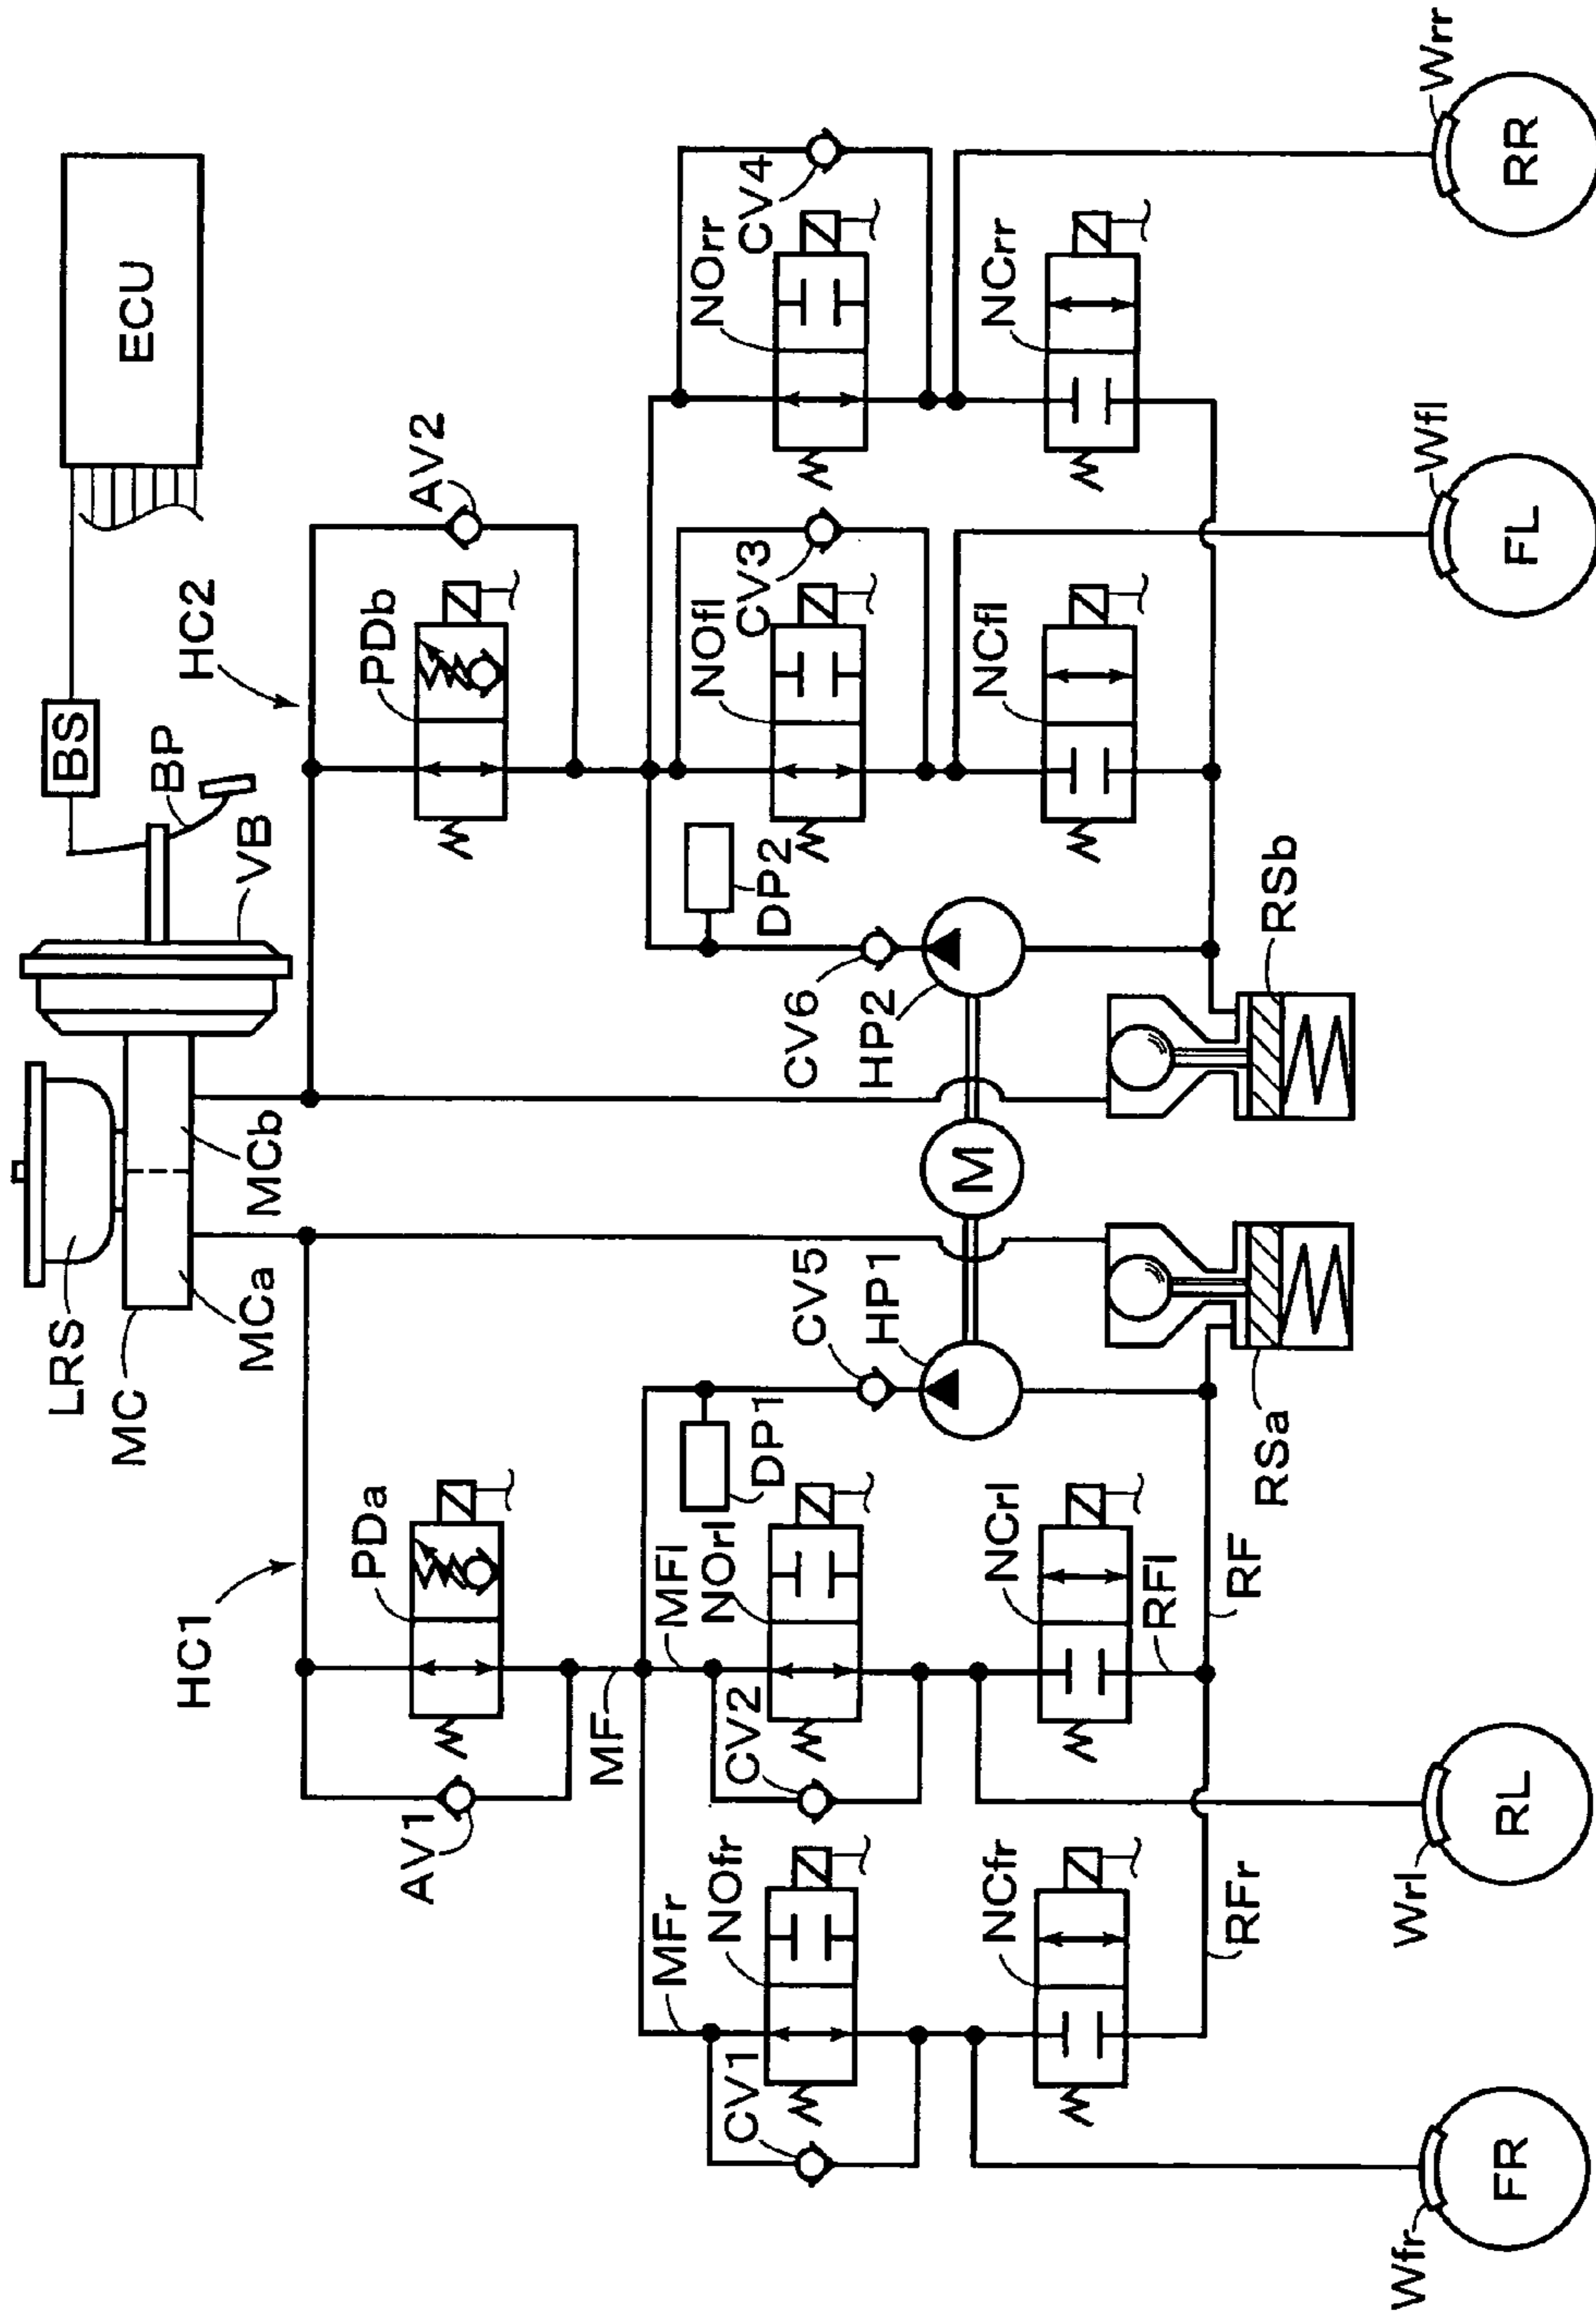 ECU
BS
BP
VB
LRS
MC
MCa
MCb
HC1
HC2
PDa
PDb
AV1
AV2
MF
MFr
MFl
NOfr
NOrl
NOfl
NOrr
CV1
CV2
CV3
CV4
DP1
DP2
CV5
CV6
HP1
HP2
M
NCfr
NCrl
NCfl
NCrr
RFr
RFl
RF
RSa
RSb
Wfr
Wrl
Wfl
Wrr
FR
RL
FL
RR